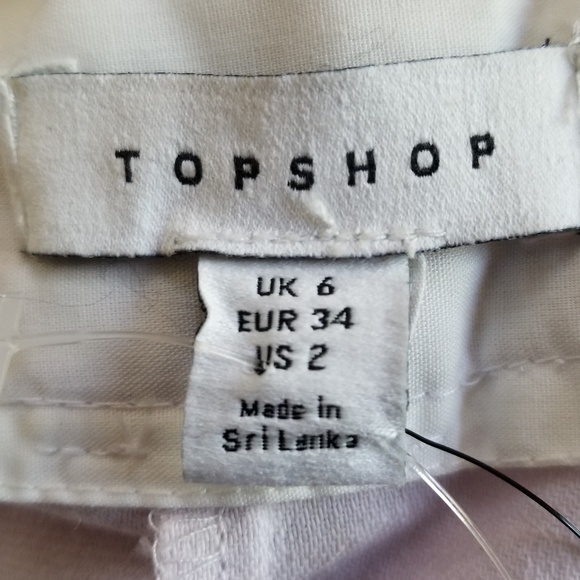 TOPSHOP
UK 6
EUR 34
US 2
Made in
Sri Lanka